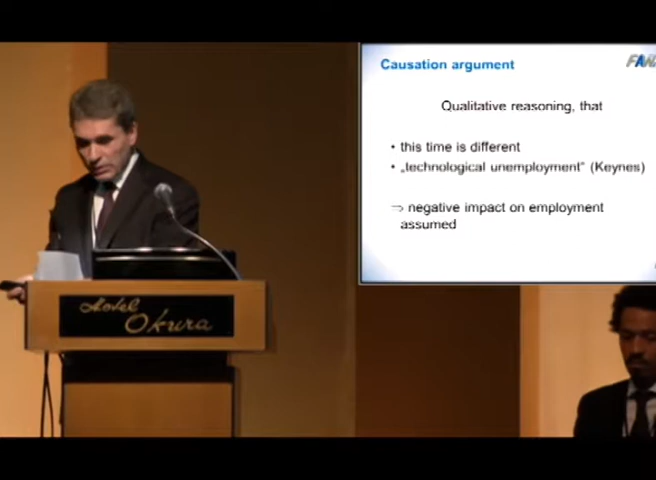 Causation argument
Qualitative reasoning, that
• this time is different
• „technological unemployment" (Keynes)
⇒ negative impact on employment
assumed
Hotel
Okura